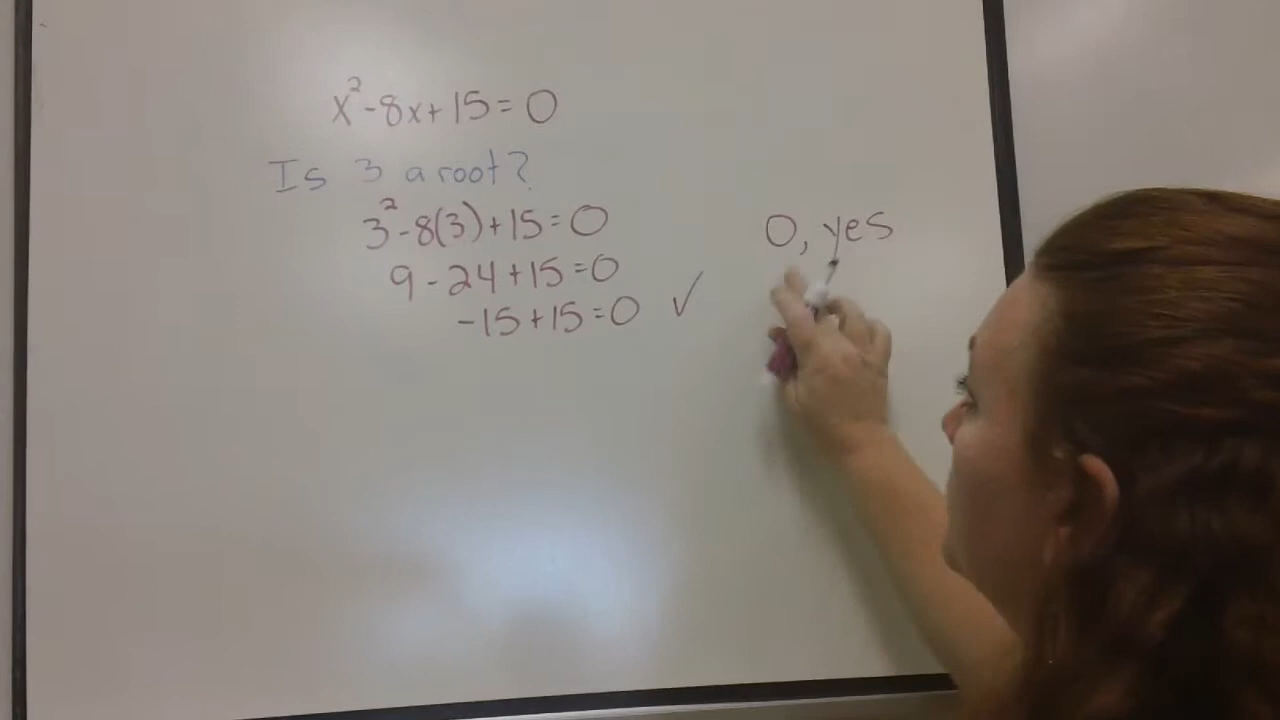 x²-8x+15=0
Is 3 a root?
3²-8(3)+15=0
9-24+15=0
-15+15=0 ✓
0, yes